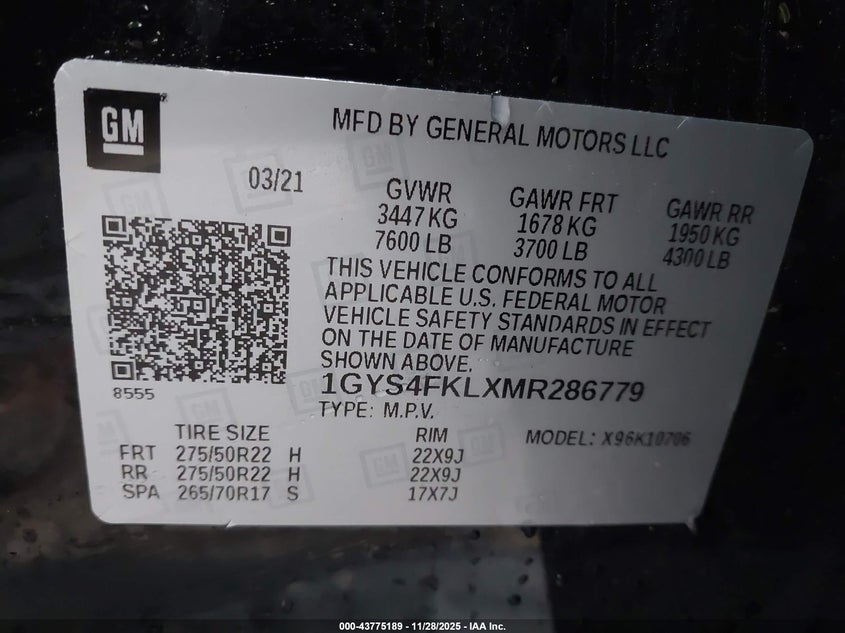 GM
MFD BY GENERAL MOTORS LLC
03/21
GVWR
3447 KG
7600 LB
GAWR FRT
1678 KG
3700 LB
GAWR RR
1950 KG
4300 LB
THIS VEHICLE CONFORMS TO ALL
APPLICABLE U.S. FEDERAL MOTOR
VEHICLE SAFETY STANDARDS IN EFFECT
ON THE DATE OF MANUFACTURE
SHOWN ABOVE.
8555
1GYS4FKLXMR286779
TYPE: M.P.V.
MODEL: X96K10706
TIRE SIZE RIM
FRT 275/50R22 H 22X9J
RR 275/50R22 H 22X9J
SPA 265/70R17 S 17X7J
000-43775189 - 11/28/2025 - IAA Inc.